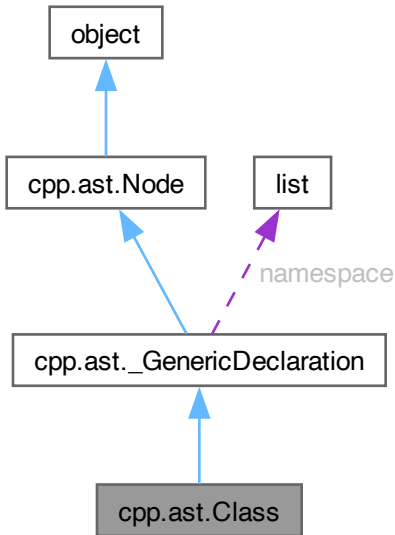 object
cpp.ast.Node
list
namespace
cpp.ast._GenericDeclaration
cpp.ast.Class